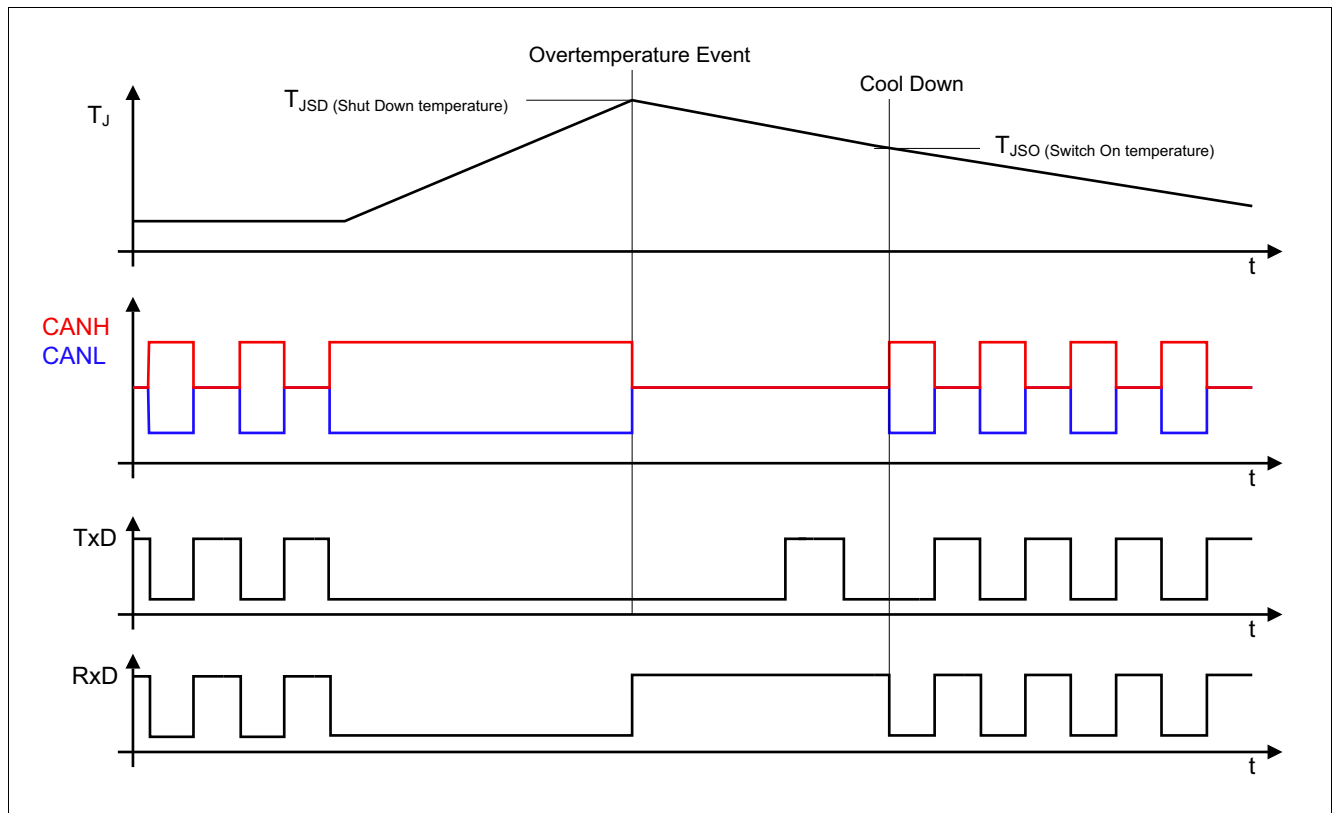 Overtemperature Event
Cool Down
TJSD (Shut Down temperature)
TJ
TJSO (Switch On temperature)
t
CANH
CANL
t
TxD
t
RxD
t